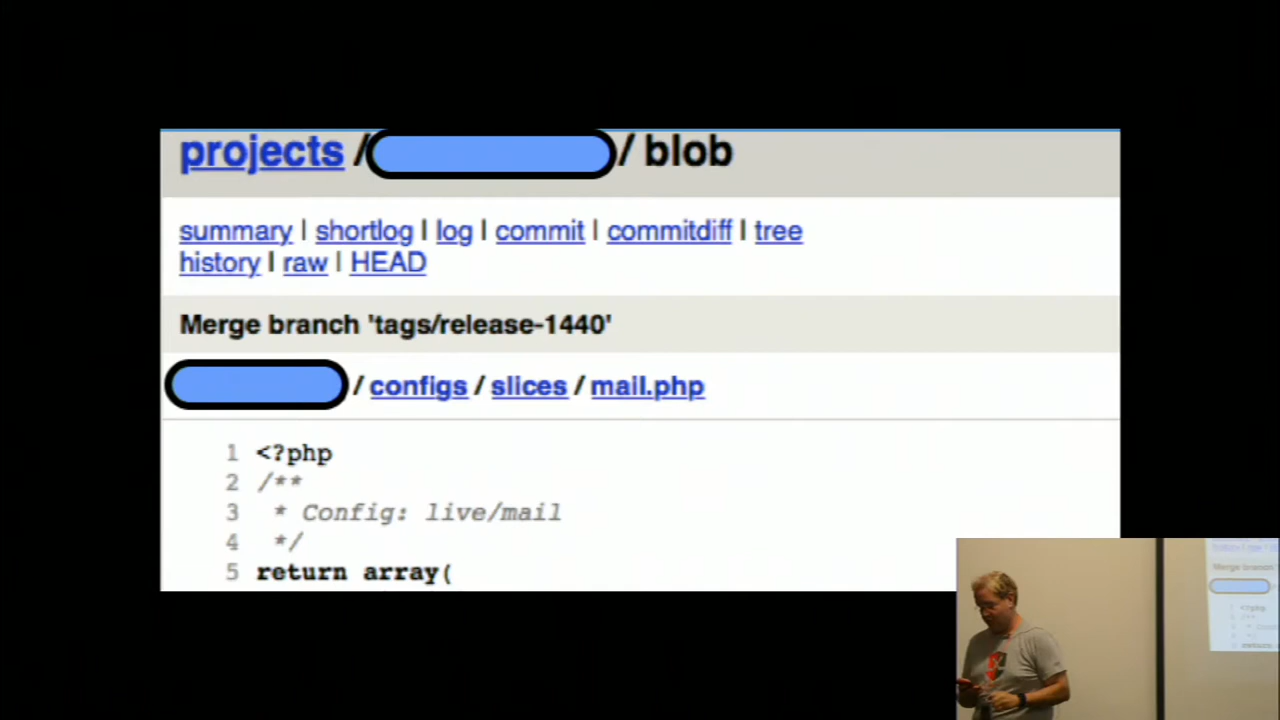 projects / / blob
summary | shortlog | log | commit | commitdiff | tree
history | raw | HEAD
Merge branch 'tags/release-1440'
/ configs / slices / mail.php
1 <?php
2 /**
3 * Config: live/mail
4 */
5 return array(